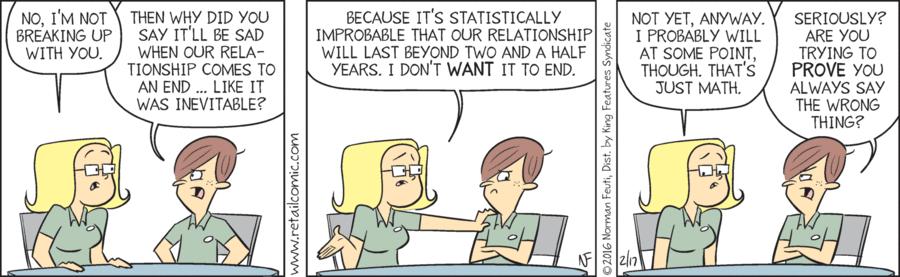 NO, I'M NOT
BREAKING UP
WITH YOU.
THEN WHY DID YOU
SAY IT'LL BE SAD
WHEN OUR RELA-
TIONSHIP COMES TO
AN END ... LIKE IT
WAS INEVITABLE?
www.retailcomic.com
BECAUSE IT'S STATISTICALLY
IMPROBABLE THAT OUR RELATIONSHIP
WILL LAST BEYOND TWO AND A HALF
YEARS. I DON'T WANT IT TO END.
NF
©2016 Norman Feuti, Dist. by King Features Syndicate
NOT YET, ANYWAY.
I PROBABLY WILL
AT SOME POINT,
THOUGH. THAT'S
JUST MATH.
SERIOUSLY?
ARE YOU
TRYING TO
PROVE YOU
ALWAYS SAY
THE WRONG
THING?
2/17